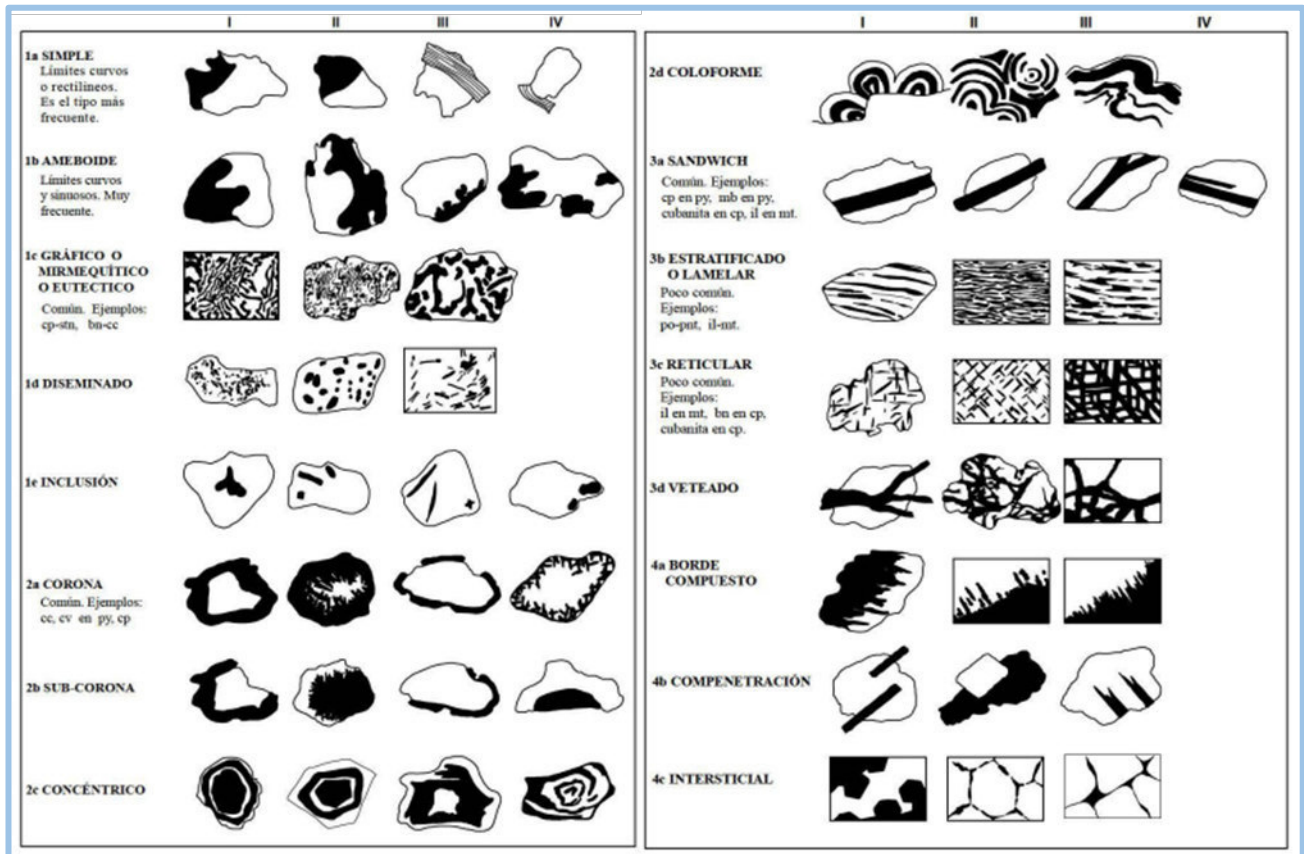 I II III IV
1a SIMPLE
Límites curvos
o rectilíneos.
Es el tipo más
frecuente.
1b AMEBOIDE
Límites curvos
y sinuosos. Muy
frecuente.
1c GRÁFICO O
MIRMEQUÍTICO
O EUTECTICO
Común. Ejemplos:
cp-stn, bn-cc
1d DISEMINADO
1e INCLUSIÓN
2a CORONA
Común. Ejemplos:
cc, cv en py, cp
2b SUB-CORONA
2c CONCÉNTRICO
I II III IV
2d COLOFORME
3a SANDWICH
Común. Ejemplos:
cp en py, mb en py,
cubanita en cp, il en mt.
3b ESTRATIFICADO
O LAMELAR
Poco común.
Ejemplos:
po-pnt, il-mt.
3c RETICULAR
Poco común.
Ejemplos:
il en mt, bn en cp,
cubanita en cp.
3d VETEADO
4a BORDE
COMPUESTO
4b COMPENETRACIÓN
4c INTERSTICIAL